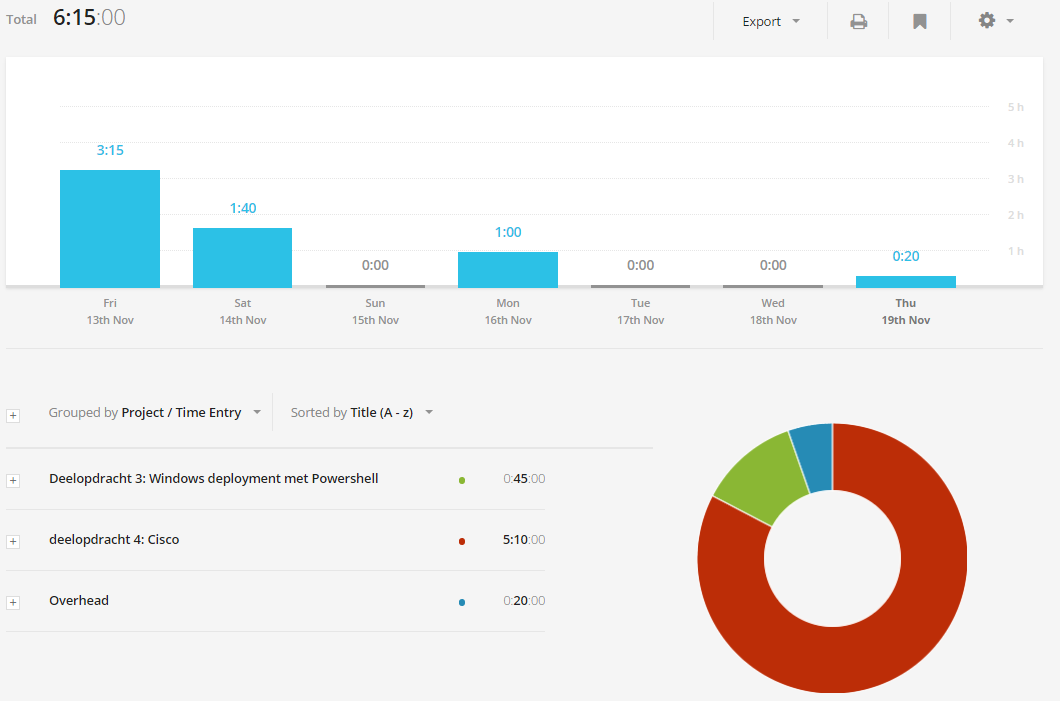 Total 6:15:00
Export
5 h
4 h
3 h
2 h
1 h
3:15
1:40
0:00
1:00
0:00
0:00
0:20
Fri
13th Nov
Sat
14th Nov
Sun
15th Nov
Mon
16th Nov
Tue
17th Nov
Wed
18th Nov
Thu
19th Nov
Grouped by Project / Time Entry
Sorted by Title (A - z)
Deelopdracht 3: Windows deployment met Powershell 0:45:00
deelopdracht 4: Cisco 5:10:00
Overhead 0:20:00